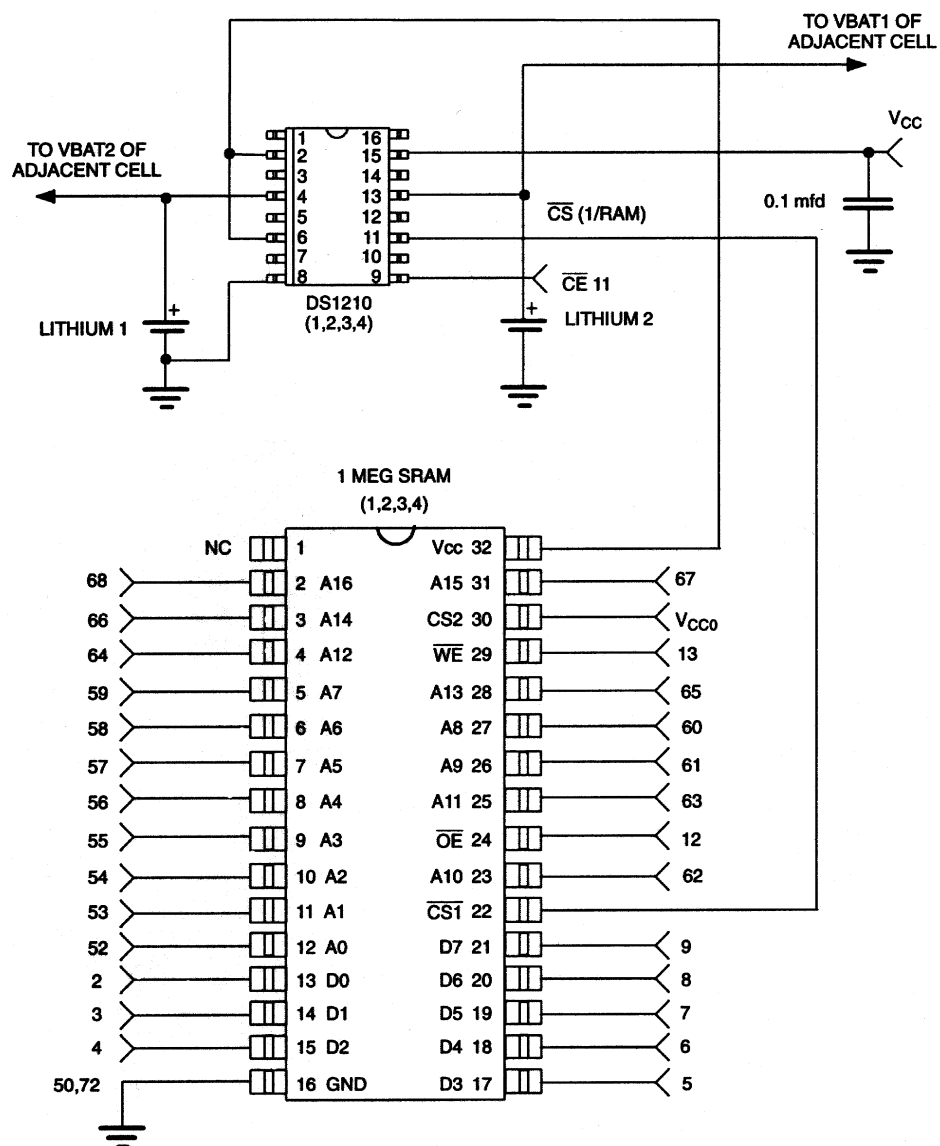 TO VBAT1 OF
ADJACENT CELL
VCC
TO VBAT2 OF
ADJACENT CELL
1 16
2 15
3 14
4 13
5 12
6 11
7 10
8 9
DS1210
(1,2,3,4)
0.1 mfd
CS (1/RAM)
CE 11
LITHIUM 1
+
LITHIUM 2
+
1 MEG SRAM
(1,2,3,4)
NC 1 Vcc 32
68 2 A16 A15 31 67
66 3 A14 CS2 30 VCC0
64 4 A12 WE 29 13
59 5 A7 A13 28 65
58 6 A6 A8 27 60
57 7 A5 A9 26 61
56 8 A4 A11 25 63
55 9 A3 OE 24 12
54 10 A2 A10 23 62
53 11 A1 CS1 22
52 12 A0 D7 21 9
2 13 D0 D6 20 8
3 14 D1 D5 19 7
4 15 D2 D4 18 6
50,72 16 GND D3 17 5